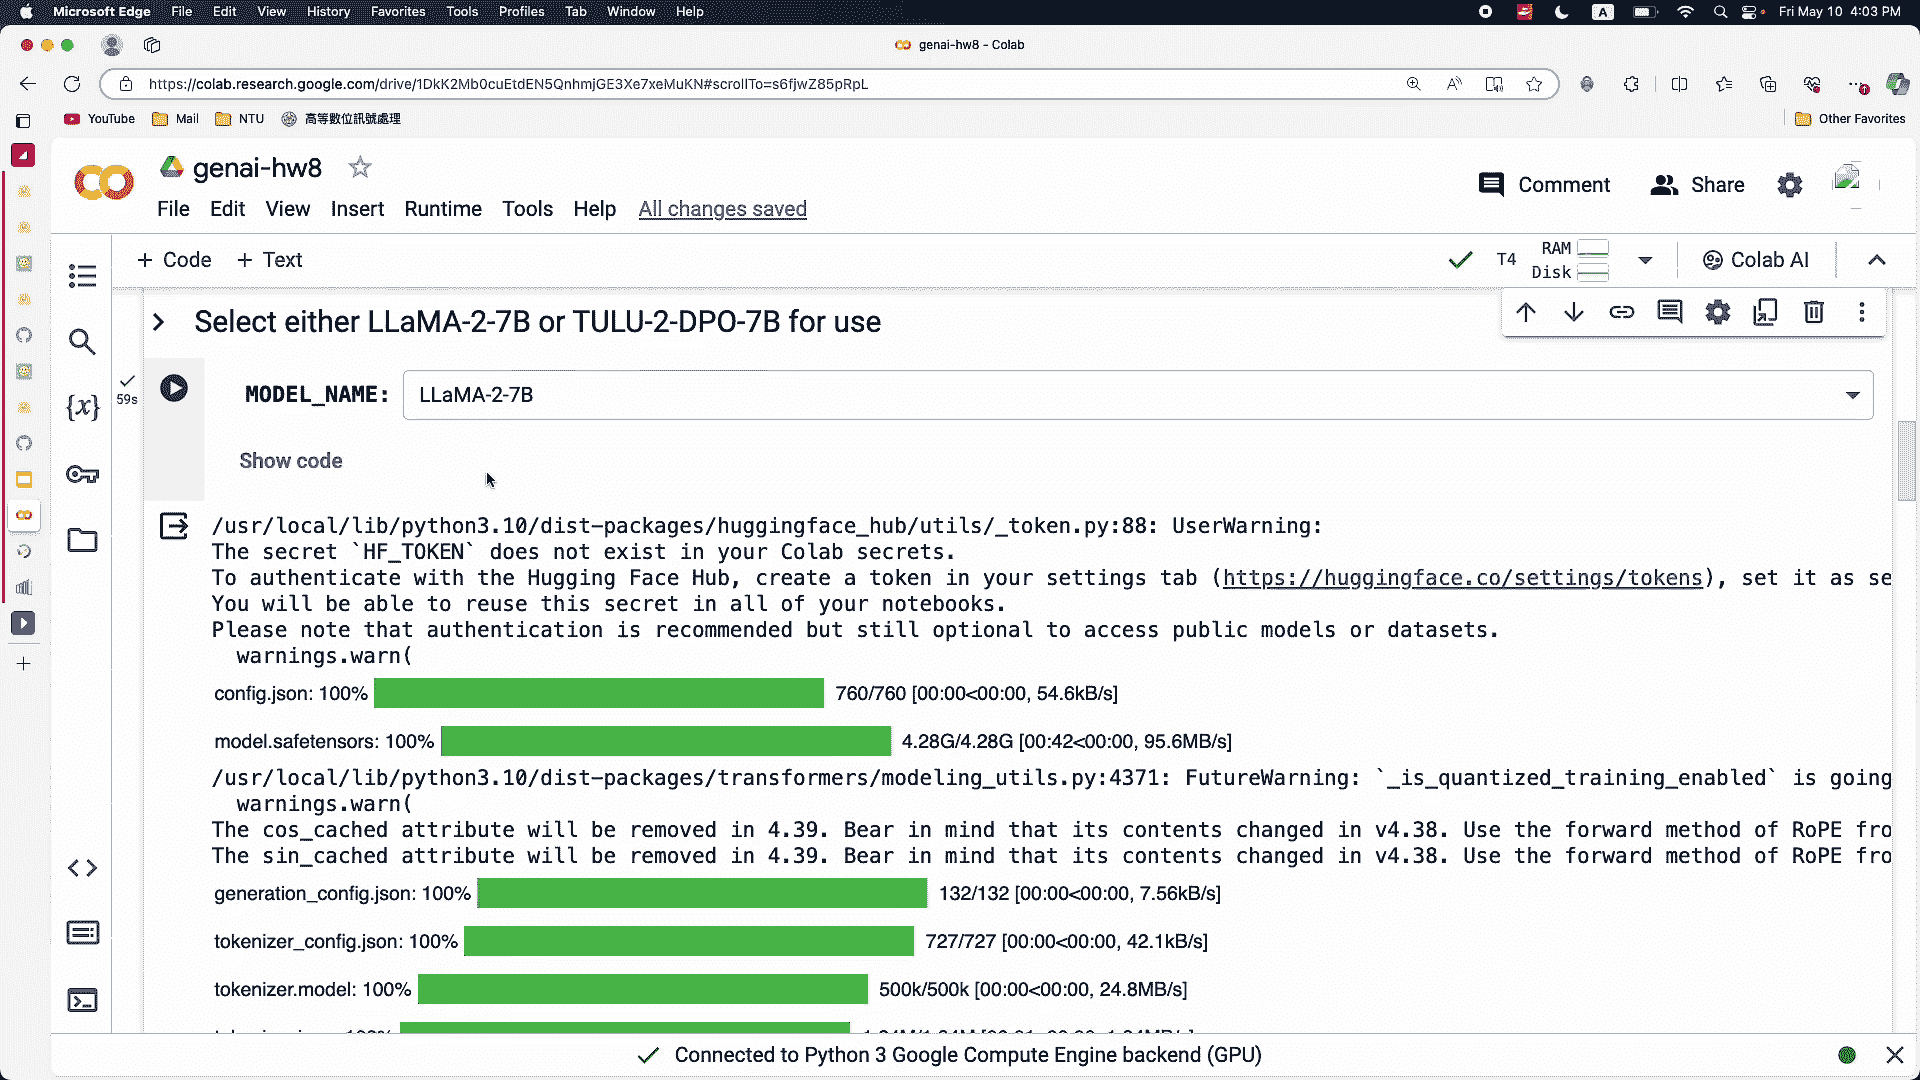 Microsoft Edge File Edit View History Favorites Tools Profiles Tab Window Help A Fri May 10 4:03 PM
genai-hw8 - Colab
https://colab.research.google.com/drive/1DkK2Mb0cuEtdEN5QnhmjGE3Xe7xeMuKN#scrollTo=s6fjwZ85pRpL
YouTube Mail NTU 高等數位訊號處理 Other Favorites
genai-hw8
Comment Share
File Edit View Insert Runtime Tools Help All changes saved
+ Code + Text T4 RAM Disk Colab AI
Select either LLaMA-2-7B or TULU-2-DPO-7B for use
59s
MODEL_NAME: LLaMA-2-7B
Show code
/usr/local/lib/python3.10/dist-packages/huggingface_hub/utils/_token.py:88: UserWarning:
The secret `HF_TOKEN` does not exist in your Colab secrets.
To authenticate with the Hugging Face Hub, create a token in your settings tab (https://huggingface.co/settings/tokens), set it as se
You will be able to reuse this secret in all of your notebooks.
Please note that authentication is recommended but still optional to access public models or datasets.
warnings.warn(
config.json: 100% 760/760 [00:00<00:00, 54.6kB/s]
model.safetensors: 100% 4.28G/4.28G [00:42<00:00, 95.6MB/s]
/usr/local/lib/python3.10/dist-packages/transformers/modeling_utils.py:4371: FutureWarning: `_is_quantized_training_enabled` is going
warnings.warn(
The cos_cached attribute will be removed in 4.39. Bear in mind that its contents changed in v4.38. Use the forward method of RoPE fro
The sin_cached attribute will be removed in 4.39. Bear in mind that its contents changed in v4.38. Use the forward method of RoPE fro
generation_config.json: 100% 132/132 [00:00<00:00, 7.56kB/s]
tokenizer_config.json: 100% 727/727 [00:00<00:00, 42.1kB/s]
tokenizer.model: 100% 500k/500k [00:00<00:00, 24.8MB/s]
Connected to Python 3 Google Compute Engine backend (GPU)